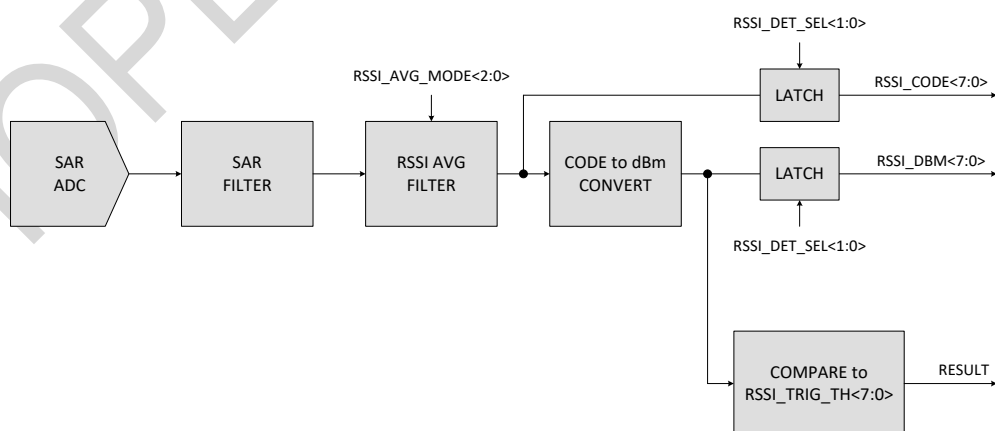 RSSI_DET_SEL<1:0>
RSSI_AVG_MODE<2:0>
LATCH
RSSI_CODE<7:0>
SAR
ADC
SAR
FILTER
RSSI AVG
FILTER
CODE to dBm
CONVERT
LATCH
RSSI_DBM<7:0>
RSSI_DET_SEL<1:0>
COMPARE to
RSSI_TRIG_TH<7:0>
RESULT